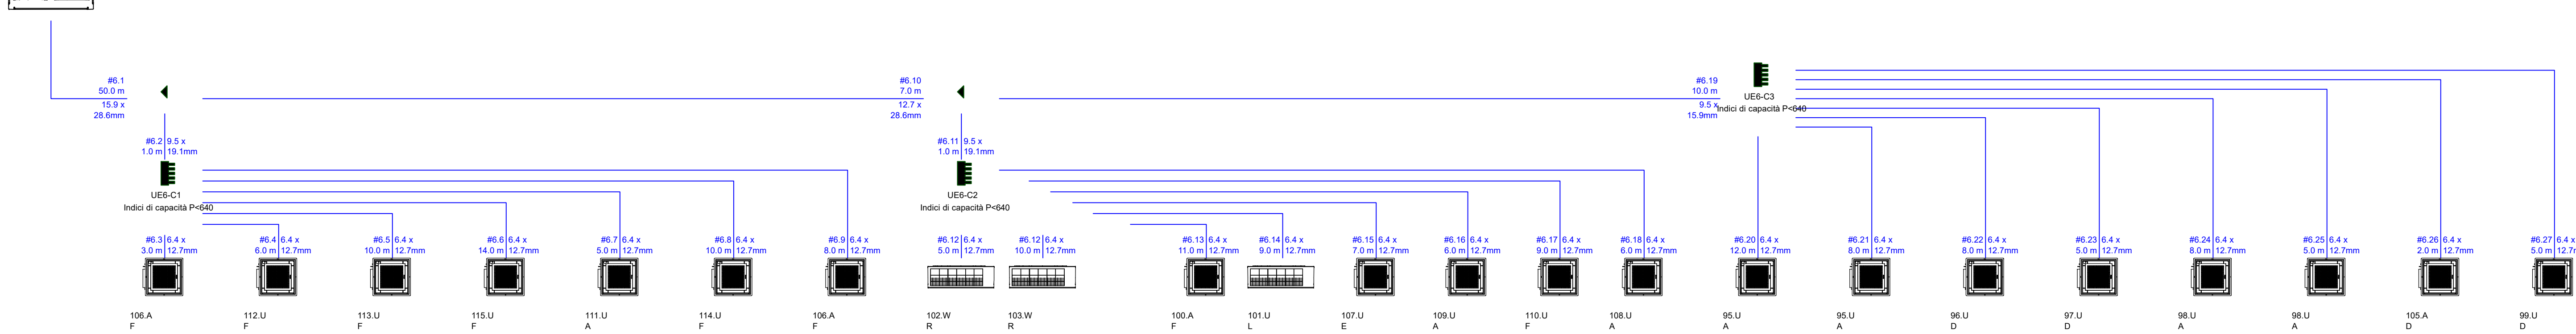 #6.1
50.0 m
15.9 x
28.6mm
#6.10
7.0 m
12.7 x
28.6mm
#6.19
10.0 m
9.5 x
15.9mm
UE6-C3
Indici di capacità P<640
#6.2 9.5 x
1.0 m 19.1mm
UE6-C1
Indici di capacità P<640
#6.11 9.5 x
1.0 m 19.1mm
UE6-C2
Indici di capacità P<640
#6.3 6.4 x
3.0 m 12.7mm
#6.4 6.4 x
6.0 m 12.7mm
#6.5 6.4 x
10.0 m 12.7mm
#6.6 6.4 x
14.0 m 12.7mm
#6.7 6.4 x
5.0 m 12.7mm
#6.8 6.4 x
10.0 m 12.7mm
#6.9 6.4 x
8.0 m 12.7mm
#6.12 6.4 x
5.0 m 12.7mm
#6.12 6.4 x
10.0 m 12.7mm
#6.13 6.4 x
11.0 m 12.7mm
#6.14 6.4 x
9.0 m 12.7mm
#6.15 6.4 x
7.0 m 12.7mm
#6.16 6.4 x
6.0 m 12.7mm
#6.17 6.4 x
9.0 m 12.7mm
#6.18 6.4 x
6.0 m 12.7mm
#6.20 6.4 x
12.0 m 12.7mm
#6.21 6.4 x
8.0 m 12.7mm
#6.22 6.4 x
8.0 m 12.7mm
#6.23 6.4 x
5.0 m 12.7mm
#6.24 6.4 x
8.0 m 12.7mm
#6.25 6.4 x
5.0 m 12.7mm
#6.26 6.4 x
2.0 m 12.7mm
#6.27 6.4 x
5.0 m
106.A
F
112.U
F
113.U
F
115.U
F
111.U
A
114.U
F
106.A
F
102.W
R
103.W
R
100.A
F
101.U
L
107.U
E
109.U
A
110.U
F
108.U
A
95.U
A
95.U
A
96.U
D
97.U
D
98.U
A
98.U
A
105.A
D
99.U
D